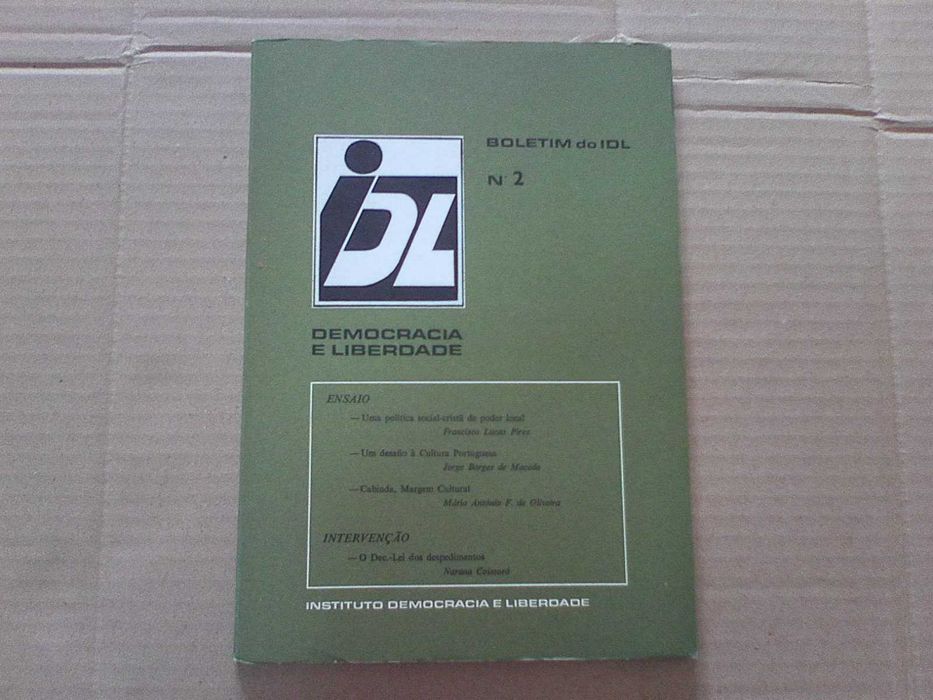 BOLETIM do IDL
Nº 2
iDL
DEMOCRACIA
E LIBERDADE
ENSAIO
— Uma política social-cristã de poder local
Francisco Lucas Pires
— Um desafio à Cultura Portuguesa
Jorge Borges de Macedo
— Cabinda, Margem Cultural
Mário António F. de Oliveira
INTERVENÇÃO
— O Dec.-Lei dos despedimentos
Narana Coissoró
INSTITUTO DEMOCRACIA E LIBERDADE